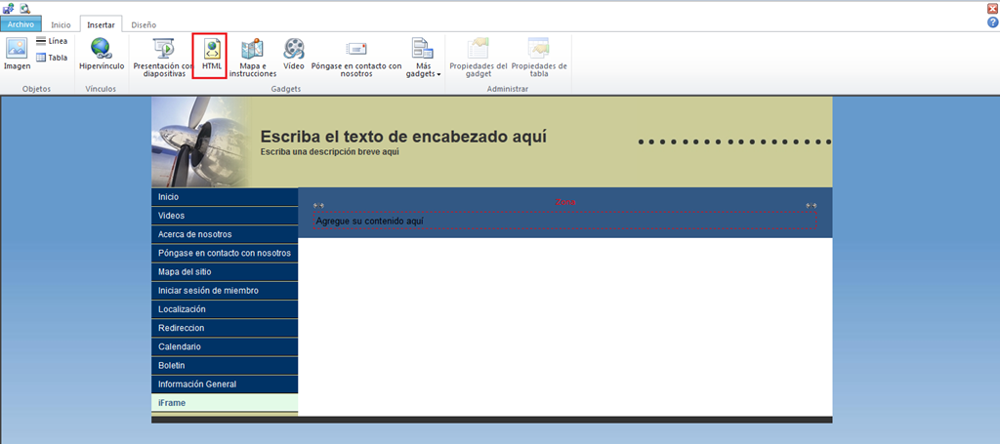 Archivo Inicio Insertar Diseño
Imagen
Línea
Tabla
Hipervínculo
Presentación con
diapositivas
HTML
Mapa e
instrucciones
Vídeo
Póngase en contacto con
nosotros
Más
gadgets
Propiedades del
gadget
Propiedades de
tabla
Objetos Vínculos Gadgets Administrar
Escriba el texto de encabezado aquí
Escriba una descripción breve aquí
Inicio
Videos
Acerca de nosotros
Póngase en contacto con nosotros
Mapa del sitio
Iniciar sesión de miembro
Localización
Redireccion
Calendario
Boletin
Información General
iFrame
Agregue su contenido aquí